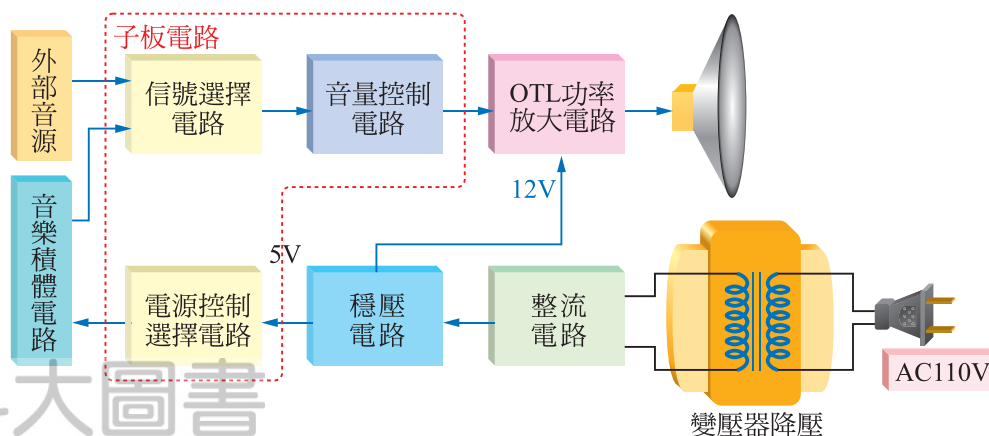 子板電路
外部音源
信號選擇
電路
音量控制
電路
OTL功率
放大電路
12V
音樂積體電路
5V
電源控制
選擇電路
穩壓
電路
整流
電路
AC110V
變壓器降壓
大圖書